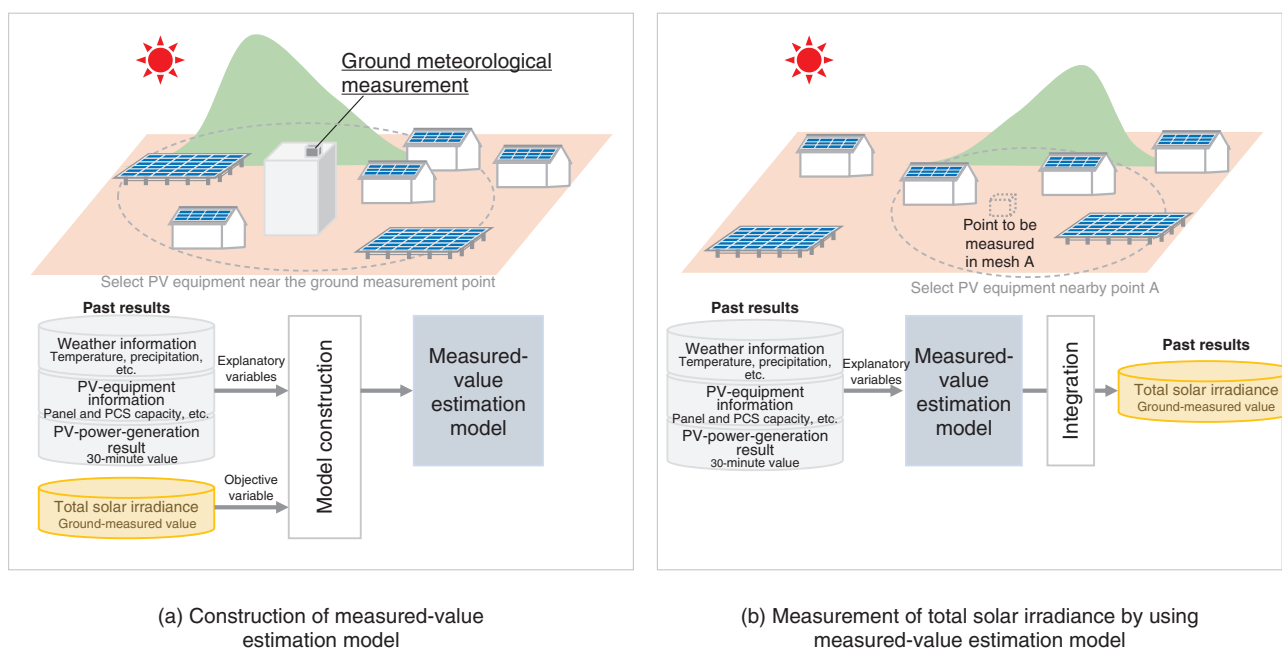 Ground meteorological
measurement
Select PV equipment near the ground measurement point
Past results
Weather information
Temperature, precipitation,
etc.
PV-equipment
information
Panel and PCS capacity, etc.
PV-power-generation
result
30-minute value
Explanatory
variables
Total solar irradiance
Ground-measured value
Objective
variable
Model construction
Measured-
value
estimation
model
(a) Construction of measured-value
estimation model
Point to be
measured
in mesh A
Select PV equipment nearby point A
Past results
Weather information
Temperature, precipitation,
etc.
PV-equipment
information
Panel and PCS capacity, etc.
PV-power-generation
result
30-minute value
Explanatory
variables
Measured-
value
estimation
model
Integration
Past results
Total solar irradiance
Ground-measured value
(b) Measurement of total solar irradiance by using
measured-value estimation model